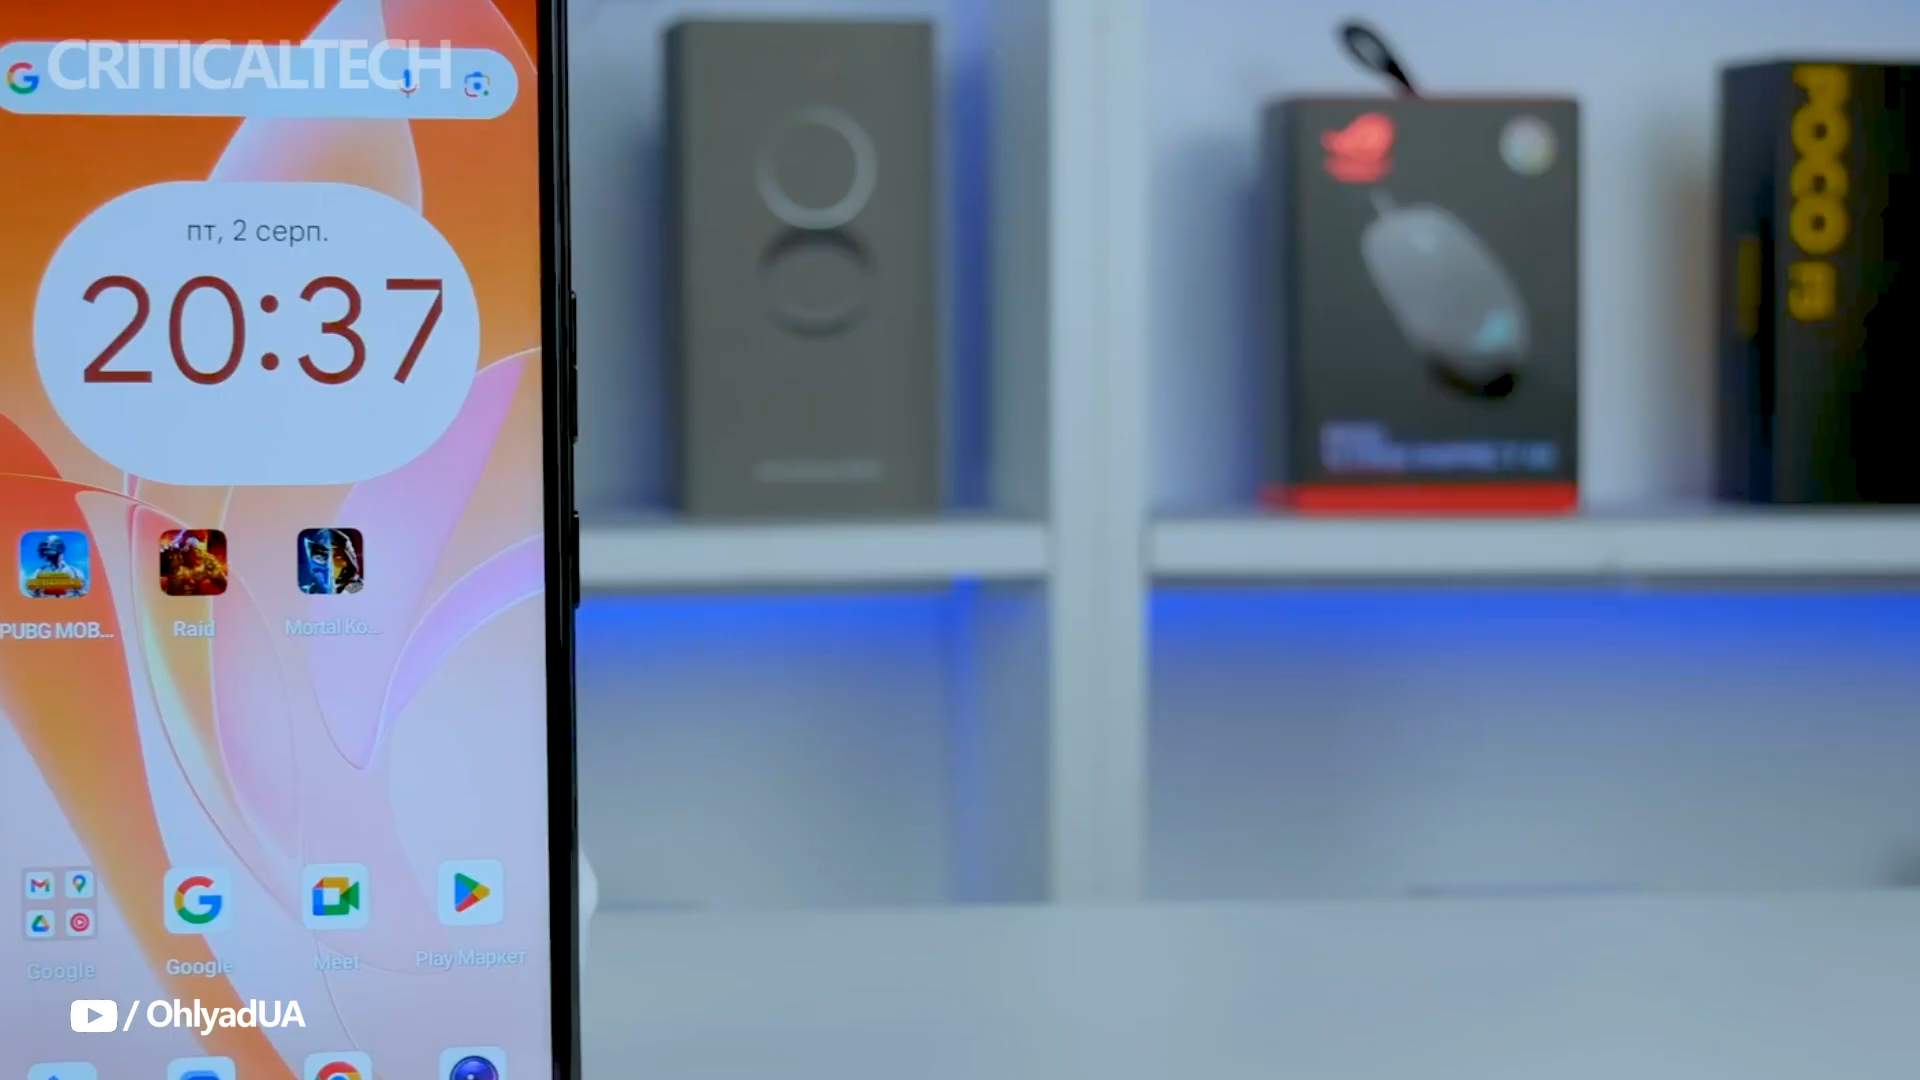 CRITICALTECH
пт, 2 серп.
20:37
PUBG MOB...
Raid
Mortal Ko...
Google
Google
Meet
Play Маркет
/ OhlyadUA
POCO